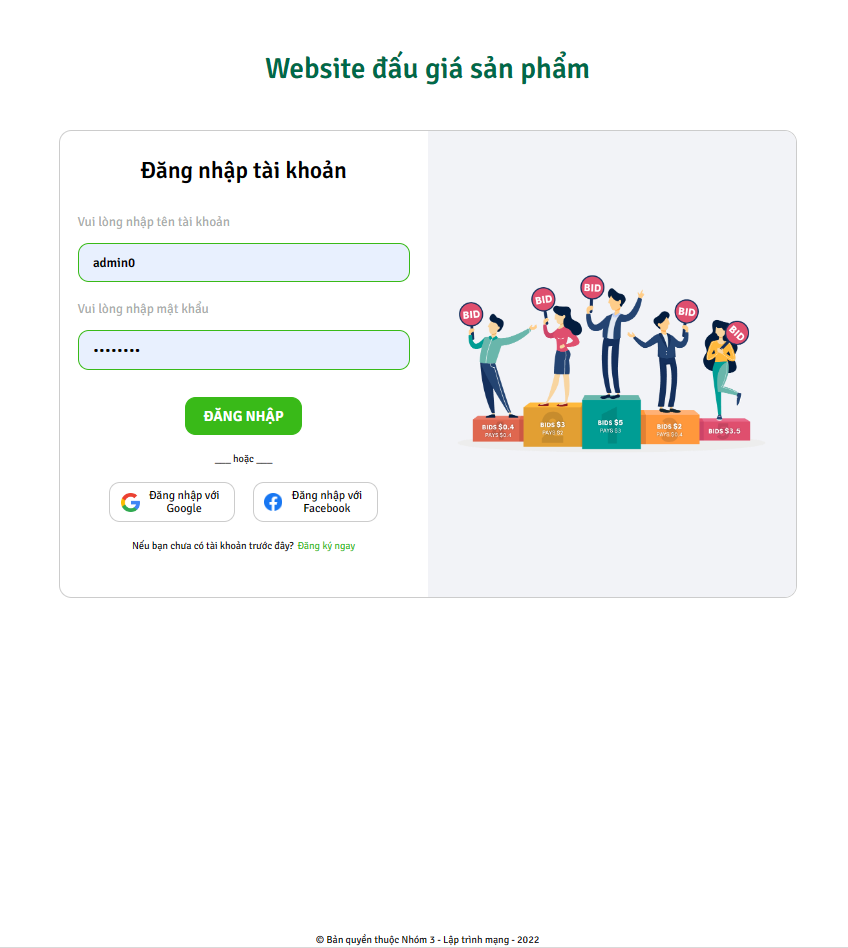 Website đấu giá sản phẩm
Đăng nhập tài khoản
Vui lòng nhập tên tài khoản
admin0
Vui lòng nhập mật khẩu
••••••••
ĐĂNG NHẬP
___ hoặc ___
Đăng nhập với
Google
Đăng nhập với
Facebook
Nếu bạn chưa có tài khoản trước đây? Đăng ký ngay
BID
BID
BID
BID
BID
BIDS $0.4
PAYS $0.4
BIDS $3
PAYS $3
BIDS $5
PAYS $3
BIDS $2
PAYS $0.4
BIDS $3.5
© Bản quyền thuộc Nhóm 3 - Lập trình mạng - 2022